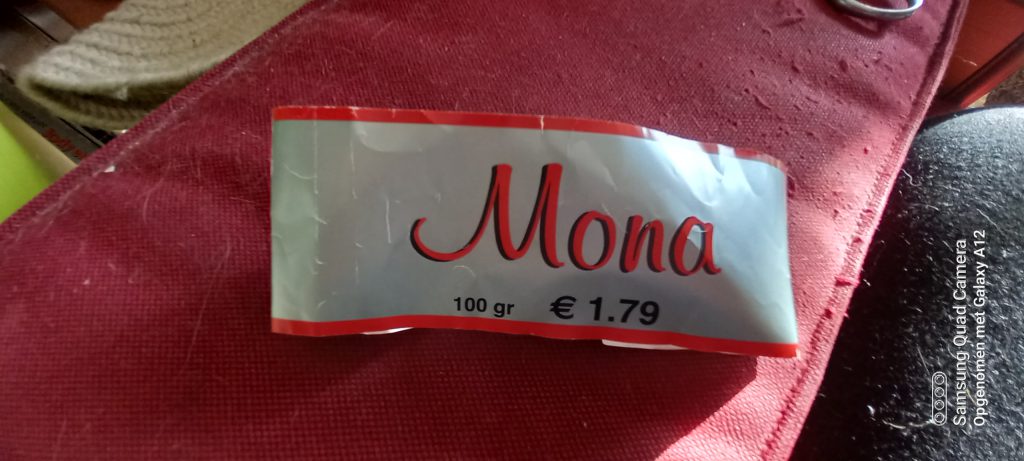 Mona
100 gr € 1.79
Samsung Quad Camera
Opgenomen met Galaxy A12